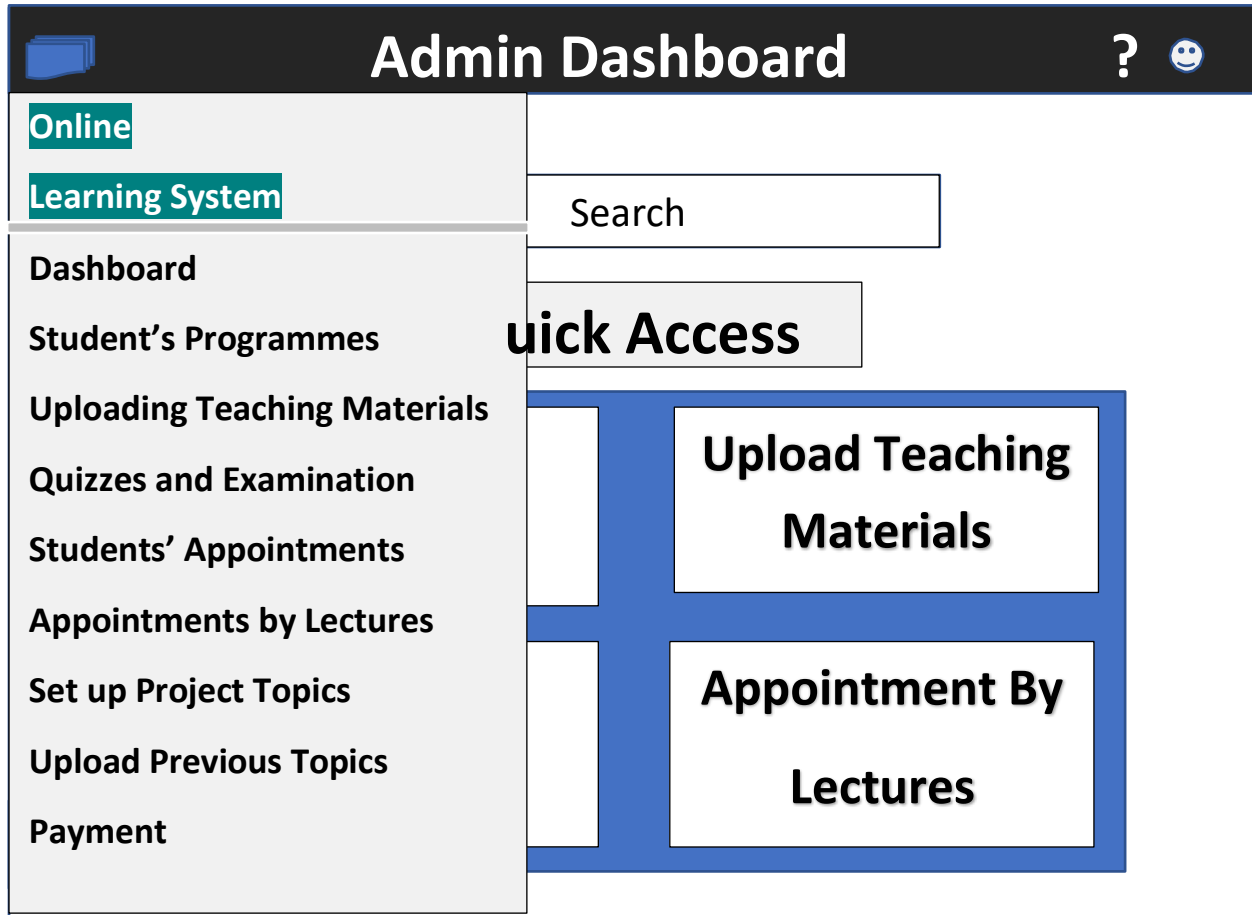 Admin Dashboard ?
Online
Learning System
Search
Dashboard
Student’s Programmes
uick Access
Uploading Teaching Materials
Quizzes and Examination
Students’ Appointments
Appointments by Lectures
Set up Project Topics
Upload Previous Topics
Payment
Upload Teaching
Materials
Appointment By
Lectures